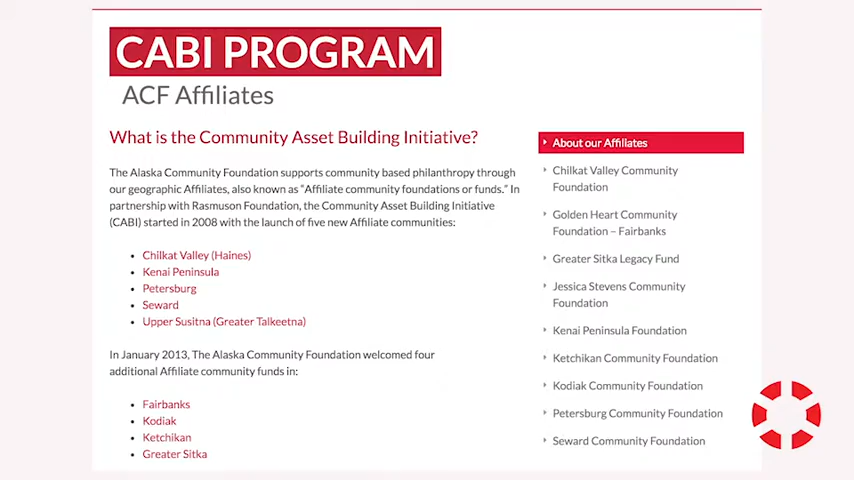 CABI PROGRAM
ACF Affiliates
What is the Community Asset Building Initiative?
The Alaska Community Foundation supports community based philanthropy through
our geographic Affiliates, also known as “Affiliate community foundations or funds.” In
partnership with Rasmuson Foundation, the Community Asset Building Initiative
(CABI) started in 2008 with the launch of five new Affiliate communities:
Chilkat Valley (Haines)
Kenai Peninsula
Petersburg
Seward
Upper Susitna (Greater Talkeetna)
In January 2013, The Alaska Community Foundation welcomed four
additional Affiliate community funds in:
Fairbanks
Kodiak
Ketchikan
Greater Sitka
About our Affiliates
Chilkat Valley Community
Foundation
Golden Heart Community
Foundation – Fairbanks
Greater Sitka Legacy Fund
Jessica Stevens Community
Foundation
Kenai Peninsula Foundation
Ketchikan Community Foundation
Kodiak Community Foundation
Petersburg Community Foundation
Seward Community Foundation